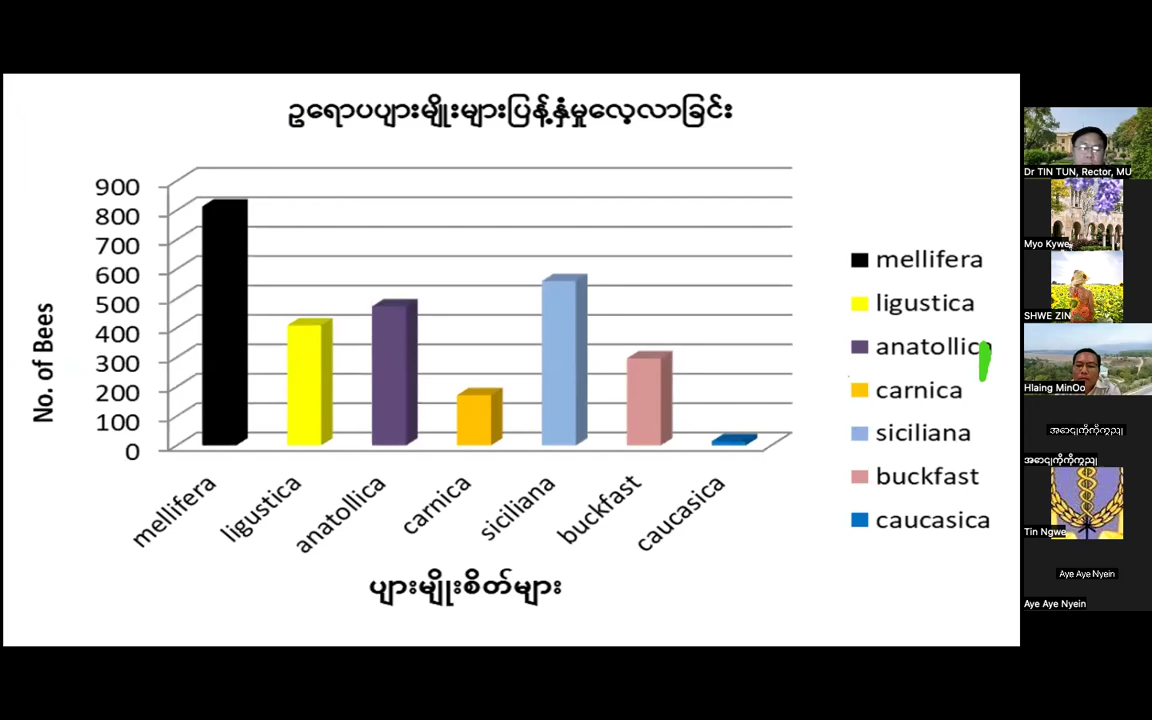 ဥရောပပျားမျိုးများပြန့်နှံ့မှုလေ့လာခြင်း
900
800
700
600
500
400
300
200
100
0
No. of Bees
mellifera
ligustica
anatollica
carnica
siciliana
buckfast
caucasica
ပျားမျိုးစိတ်များ
mellifera
ligustica
anatollica
carnica
siciliana
buckfast
caucasica
Dr TIN TUN, Rector, MU
Myo Kywe
SHWE ZIN
Hlaing MinOo
Tin Ngwe
Aye Aye Nyein
Aye Aye Nyein